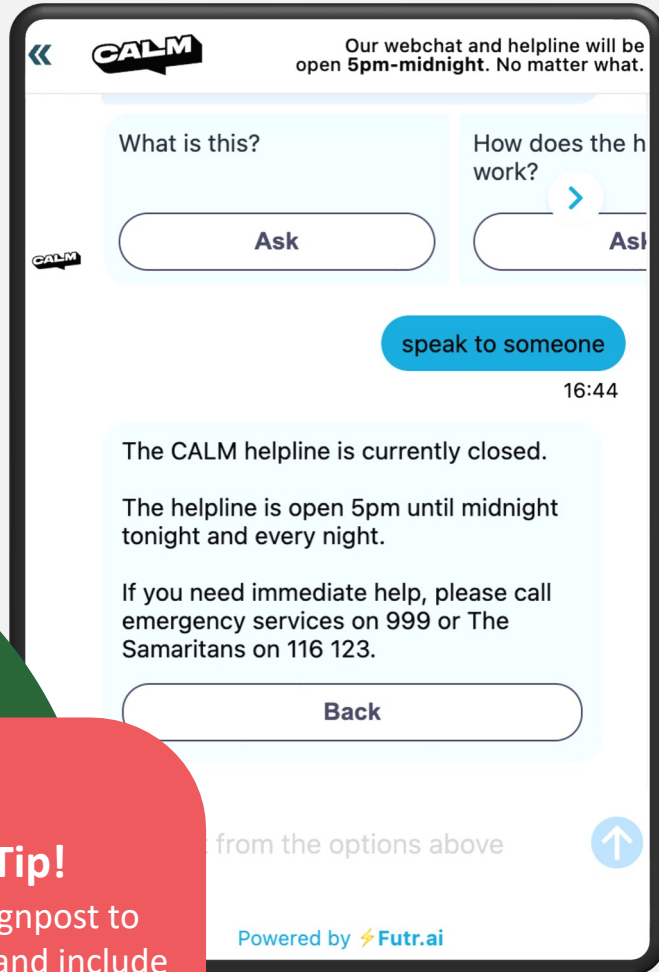 «
CALM
Our webchat and helpline will be
open 5pm-midnight. No matter what.
What is this?
Ask
How does the h
work?
Ask
CALM
speak to someone
16:44
The CALM helpline is currently closed.
The helpline is open 5pm until midnight
tonight and every night.
If you need immediate help, please call
emergency services on 999 or The
Samaritans on 116 123.
Back
from the options above
Powered by ⚡Futr.ai
Tip!
gnpost to
and include